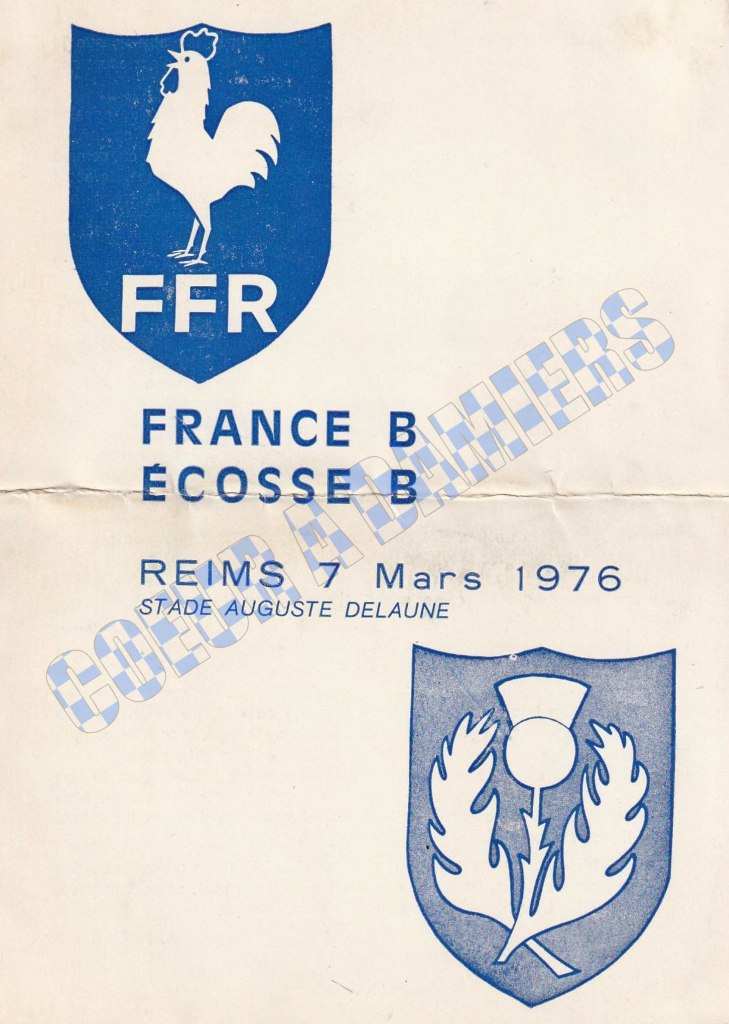 FFR
FRANCE B
ÉCOSSE B
REIMS 7 Mars 1976
STADE AUGUSTE DELAUNE
COEUR A DAMIERS